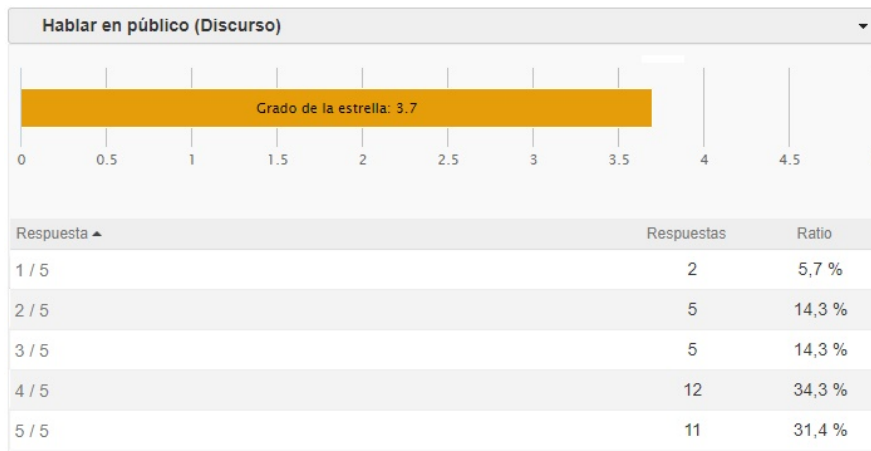 Hablar en público (Discurso)
Grado de la estrella: 3.7
0 0.5 1 1.5 2 2.5 3 3.5 4 4.5
Respuesta Respuestas Ratio
1 / 5 2 5,7 %
2 / 5 5 14,3 %
3 / 5 5 14,3 %
4 / 5 12 34,3 %
5 / 5 11 31,4 %